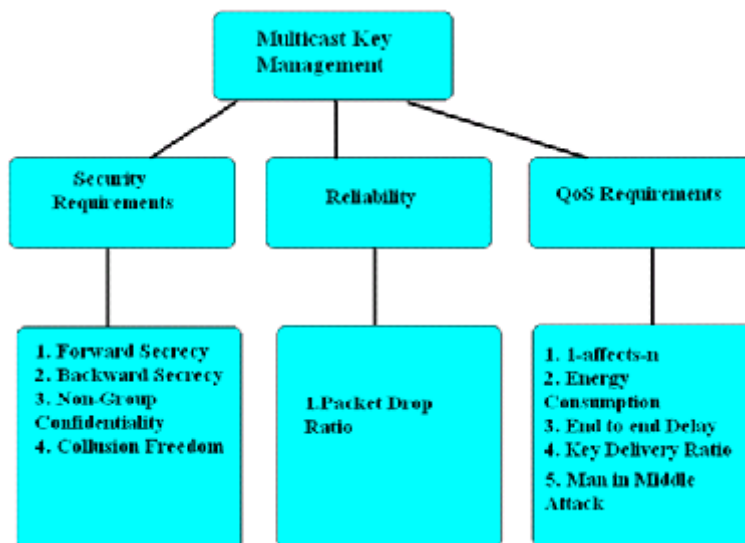 Multicast Key
Management
Security
Requirements
Reliability
QoS Requirements
1. Forward Secrecy
2. Backward Secrecy
3. Non-Group
Confidentiality
4. Collusion Freedom
1.Packet Drop
Ratio
1. 1-affects-n
2. Energy
Consumption
3. End to end Delay
4. Key Delivery Ratio
5. Man in Middle
Attack